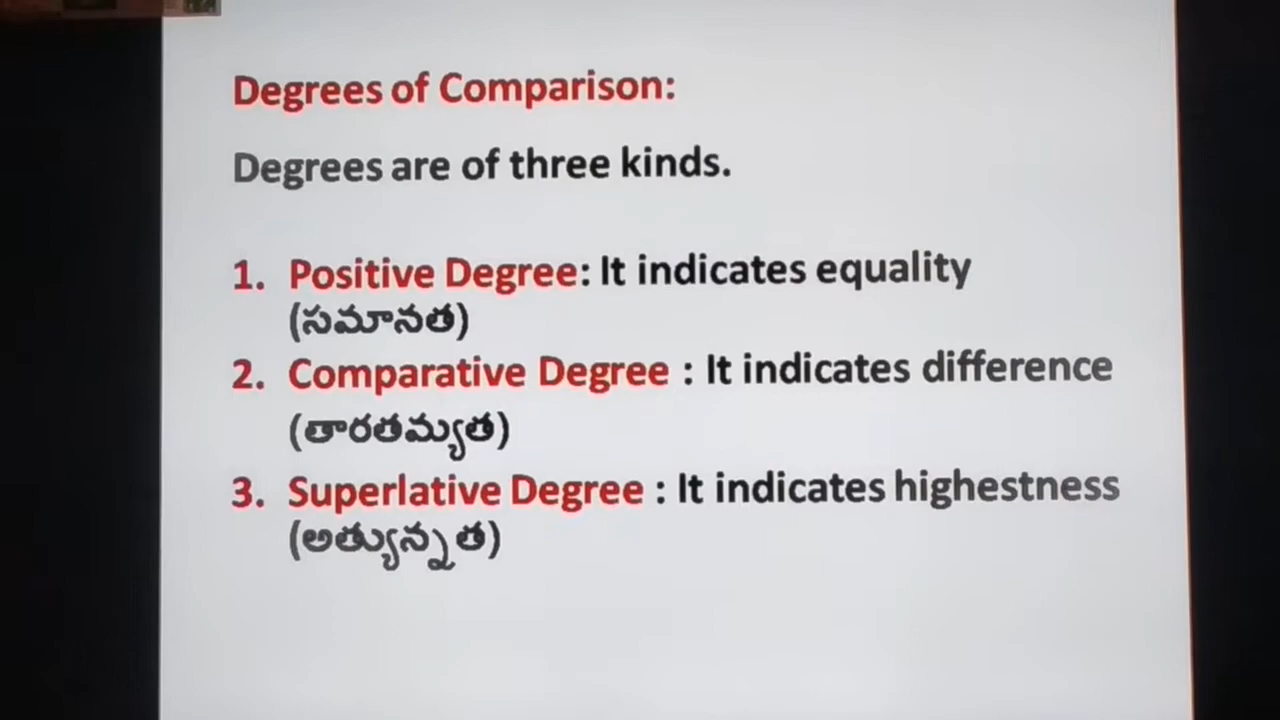 Degrees of Comparison:
Degrees are of three kinds.
1. Positive Degree: It indicates equality
(సమానత)
2. Comparative Degree : It indicates difference
(తారతమ్యత)
3. Superlative Degree : It indicates highestness
(అత్యున్నత)